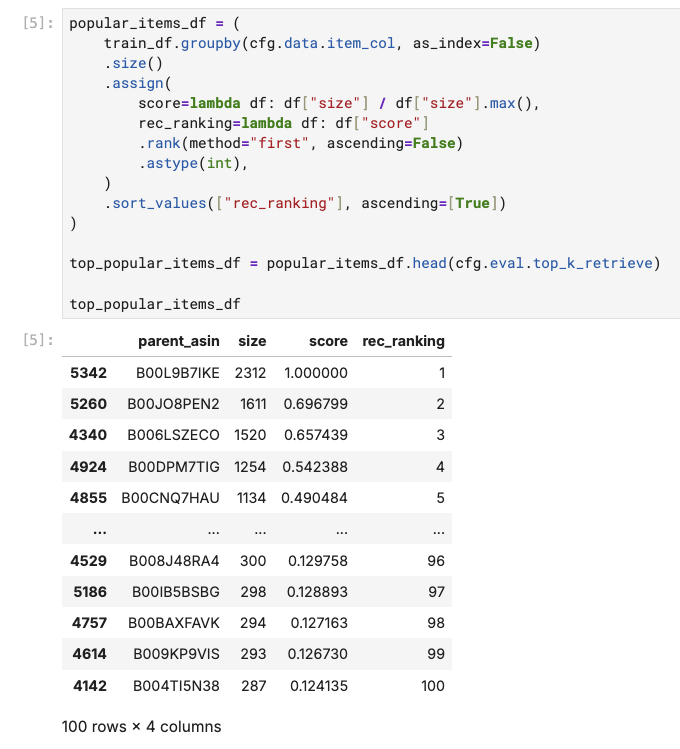 [5]: popular_items_df = (
    train_df.groupby(cfg.data.item_col, as_index=False)
    .size()
    .assign(
        score=lambda df: df["size"] / df["size"].max(),
        rec_ranking=lambda df: df["score"]
        .rank(method="first", ascending=False)
        .astype(int),
    )
    .sort_values(["rec_ranking"], ascending=[True])
)
top_popular_items_df = popular_items_df.head(cfg.eval.top_k_retrieve)
top_popular_items_df
[5]: parent_asin size score rec_ranking
5342 B00L9B7IKE 2312 1.000000 1
5260 B00JO8PEN2 1611 0.696799 2
4340 B006LSZECO 1520 0.657439 3
4924 B00DPM7TIG 1254 0.542388 4
4855 B00CNQ7HAU 1134 0.490484 5
... ... ... ... ...
4529 B008J48RA4 300 0.129758 96
5186 B00IB5BSBG 298 0.128893 97
4757 B00BAXFAVK 294 0.127163 98
4614 B009KP9VIS 293 0.126730 99
4142 B004TI5N38 287 0.124135 100
100 rows × 4 columns